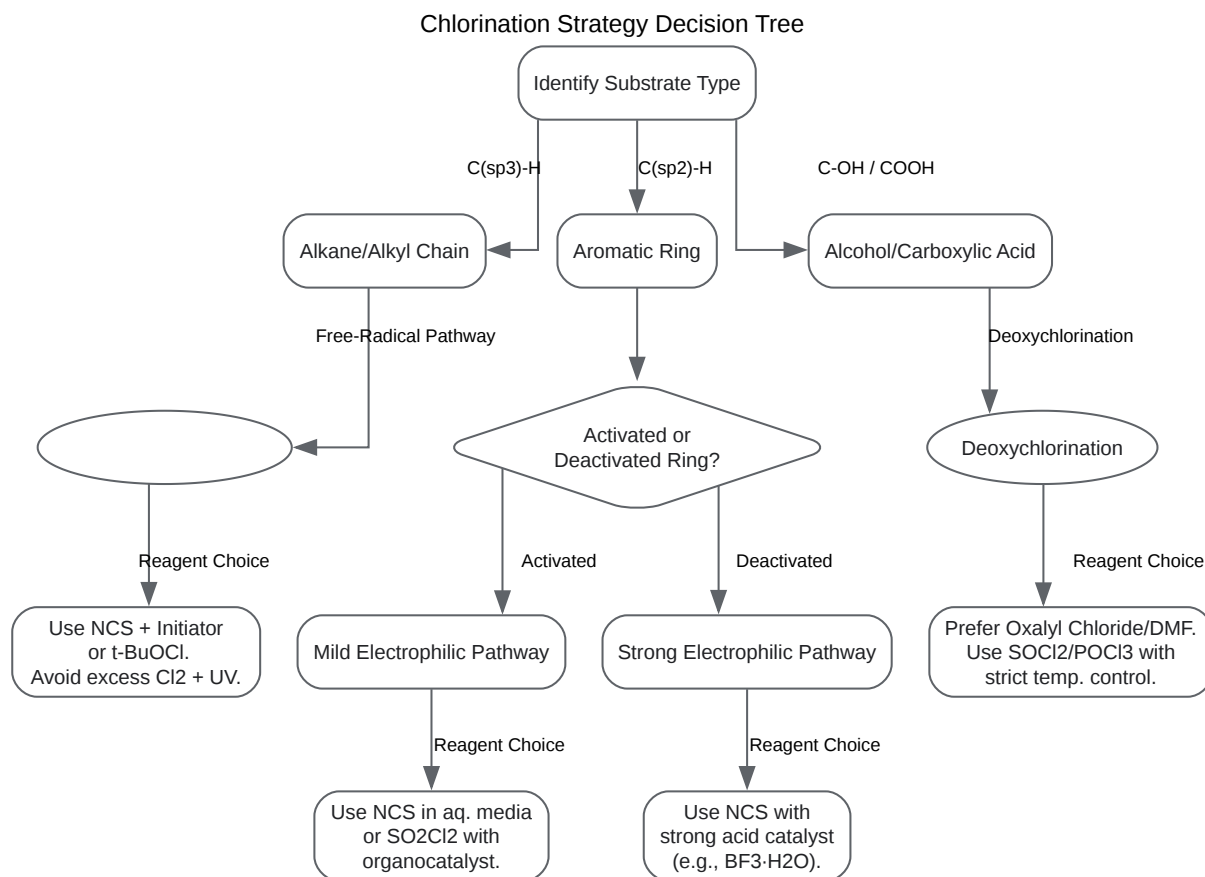 Chlorination Strategy Decision Tree
Identify Substrate Type
C(sp3)-H
C(sp2)-H
C-OH / COOH
Alkane/Alkyl Chain
Aromatic Ring
Alcohol/Carboxylic Acid
Free-Radical Pathway
Deoxychlorination
Activated or
Deactivated Ring?
Deoxychlorination
Reagent Choice
Activated
Deactivated
Reagent Choice
Use NCS + Initiator
or t-BuOCl.
Avoid excess Cl2 + UV.
Mild Electrophilic Pathway
Strong Electrophilic Pathway
Prefer Oxalyl Chloride/DMF.
Use SOCl2/POCl3 with
strict temp. control.
Reagent Choice
Reagent Choice
Use NCS in aq. media
or SO2Cl2 with
organocatalyst.
Use NCS with
strong acid catalyst
(e.g., BF3·H2O).